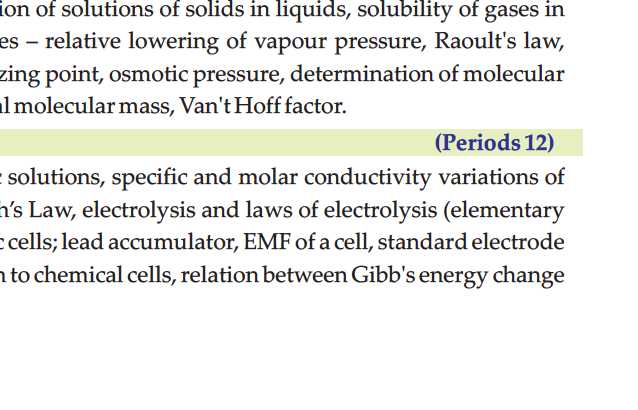 ion of solutions of solids in liquids, solubility of gases in
es – relative lowering of vapour pressure, Raoult's law,
zing point, osmotic pressure, determination of molecular
al molecular mass, Van't Hoff factor.
(Periods 12)
c solutions, specific and molar conductivity variations of
h's Law, electrolysis and laws of electrolysis (elementary
c cells; lead accumulator, EMF of a cell, standard electrode
n to chemical cells, relation between Gibb's energy change